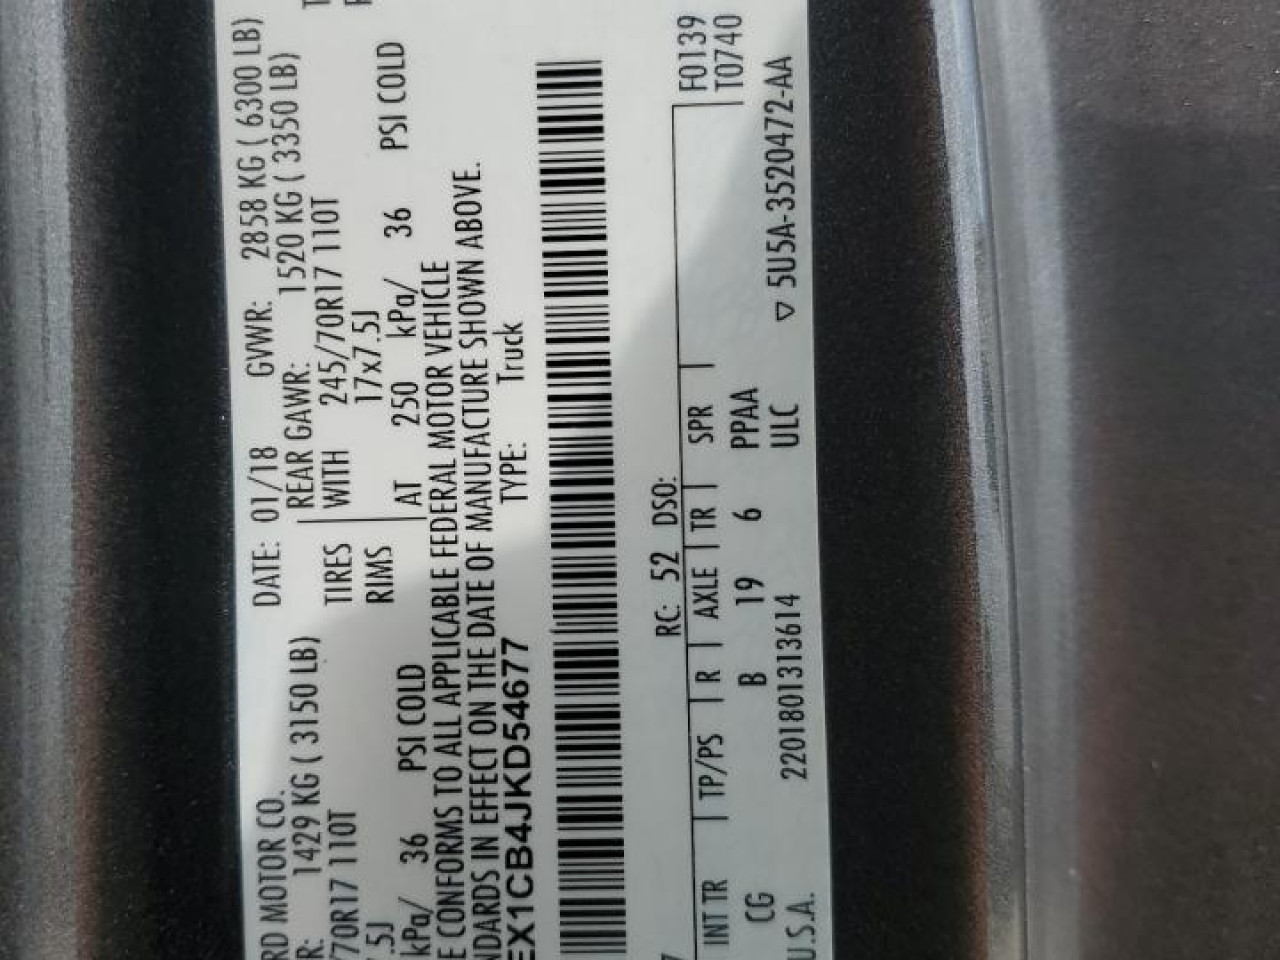 RD MOTOR CO. DATE: 01/18 GVWR: 2858 KG ( 6300 LB)
R: 1429 KG ( 3150 LB) REAR GAWR: 1520 KG ( 3350 LB)
/70R17 110T TIRES WITH 245/70R17 110T
.5J RIMS 17x7.5J
kPa/ 36 PSI COLD AT 250 kPa/ 36 PSI COLD
E CONFORMS TO ALL APPLICABLE FEDERAL MOTOR VEHICLE
NDARDS IN EFFECT ON THE DATE OF MANUFACTURE SHOWN ABOVE.
EX1CB4JKD54677 TYPE: Truck
F0139
T0740
RC: 52 DSO:
INT TR TP/PS R AXLE TR SPR
CG B 19 6 PPAA
U.S.A. 2201801313614 ULC ▽ 5U5A-3520472-AA